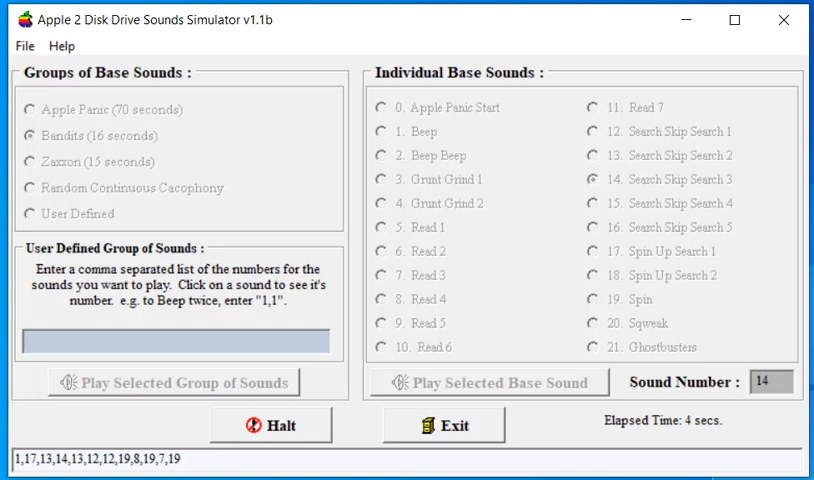 Apple 2 Disk Drive Sounds Simulator v1.1b
File Help
Groups of Base Sounds :
Apple Panic (70 seconds)
Bandits (16 seconds)
Zaxxon (15 seconds)
Random Continuous Cacophony
User Defined
User Defined Group of Sounds :
Enter a comma separated list of the numbers for the
sounds you want to play. Click on a sound to see it's
number. e.g. to Beep twice, enter "1,1".
Play Selected Group of Sounds
Individual Base Sounds :
0. Apple Panic Start
1. Beep
2. Beep Beep
3. Grunt Grind 1
4. Grunt Grind 2
5. Read 1
6. Read 2
7. Read 3
8. Read 4
9. Read 5
10. Read 6
11. Read 7
12. Search Skip Search 1
13. Search Skip Search 2
14. Search Skip Search 3
15. Search Skip Search 4
16. Search Skip Search 5
17. Spin Up Search 1
18. Spin Up Search 2
19. Spin
20. Sqweak
21. Ghostbusters
Play Selected Base Sound
Sound Number : 14
Halt
Exit
Elapsed Time: 4 secs.
1,17,13,14,13,12,12,19,8,19,7,19